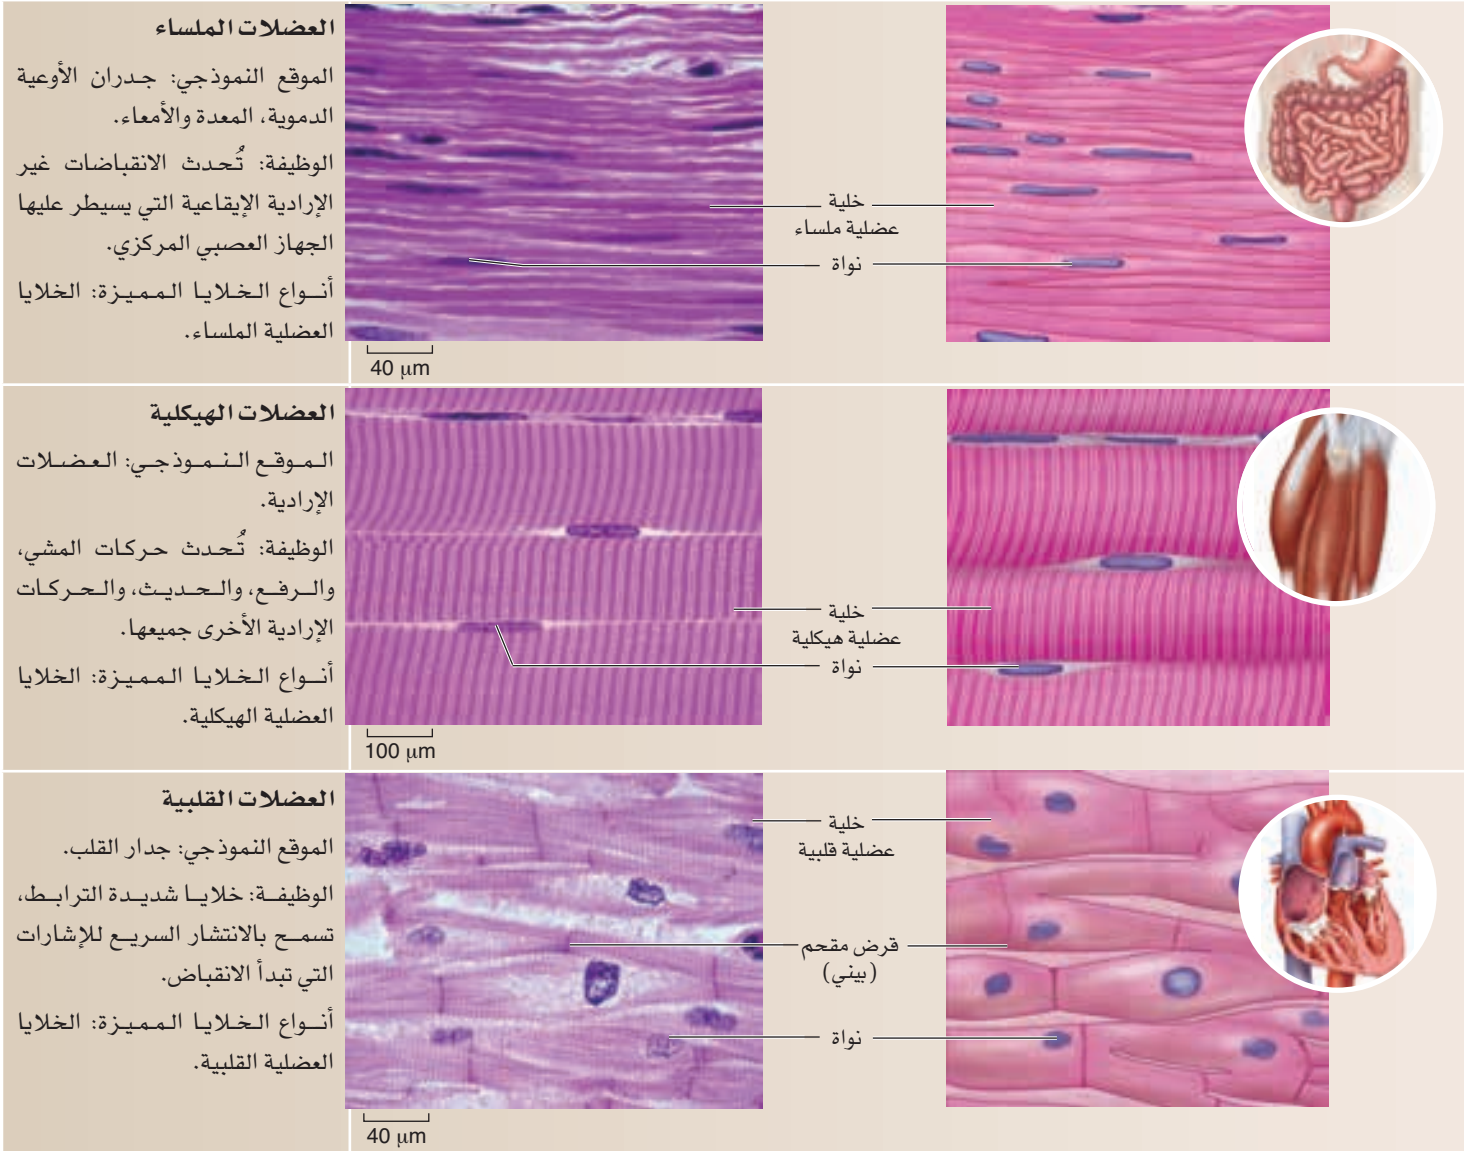 العضلات الملساء
الموقع النموذجي: جدران الأوعية
الدموية، المعدة والأمعاء.
الوظيفة: تُحدث الانقباضات غير
الإرادية الإيقاعية التي يسيطر عليها
الجهاز العصبي المركزي.
أنواع الخلايا المميزة: الخلايا
العضلية الملساء.
خلية
عضلية ملساء
نواة
40 μm
العضلات الهيكلية
الموقع النموذجي: العضلات
الإرادية.
الوظيفة: تُحدث حركات المشي،
والرفع، والحديث، والحركات
الإرادية الأخرى جميعها.
أنواع الخلايا المميزة: الخلايا
العضلية الهيكلية.
خلية
عضلية هيكلية
نواة
100 μm
العضلات القلبية
الموقع النموذجي: جدار القلب.
الوظيفة: خلايا شديدة الترابط،
تسمح بالانتشار السريع للإشارات
التي تبدأ الانقباض.
أنواع الخلايا المميزة: الخلايا
العضلية القلبية.
خلية
عضلية قلبية
قرض مقحم
(بيني)
نواة
40 μm